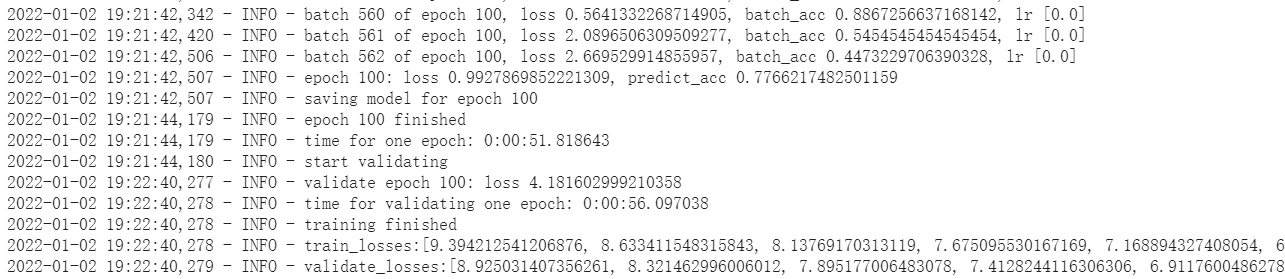 2022-01-02 19:21:42,342 - INFO - batch 560 of epoch 100, loss 0.5641332268714905, batch_acc 0.8867256637168142, lr [0.0]
2022-01-02 19:21:42,420 - INFO - batch 561 of epoch 100, loss 2.0896506309509277, batch_acc 0.5454545454545454, lr [0.0]
2022-01-02 19:21:42,506 - INFO - batch 562 of epoch 100, loss 2.669529914855957, batch_acc 0.4473229706390328, lr [0.0]
2022-01-02 19:21:42,507 - INFO - epoch 100: loss 0.9927869852221309, predict_acc 0.7766217482501159
2022-01-02 19:21:42,507 - INFO - saving model for epoch 100
2022-01-02 19:21:44,179 - INFO - epoch 100 finished
2022-01-02 19:21:44,179 - INFO - time for one epoch: 0:00:51.818643
2022-01-02 19:21:44,180 - INFO - start validating
2022-01-02 19:22:40,277 - INFO - validate epoch 100: loss 4.181602999210358
2022-01-02 19:22:40,278 - INFO - time for validating one epoch: 0:00:56.097038
2022-01-02 19:22:40,278 - INFO - training finished
2022-01-02 19:22:40,278 - INFO - train_losses:[9.394212541206876, 8.633411548315843, 8.13769170313119, 7.675095530167169, 7.168894327408054, 6
2022-01-02 19:22:40,279 - INFO - validate_losses:[8.925031407356261, 8.321462996006012, 7.895177006483078, 7.4128244116306306, 6.9117600486273